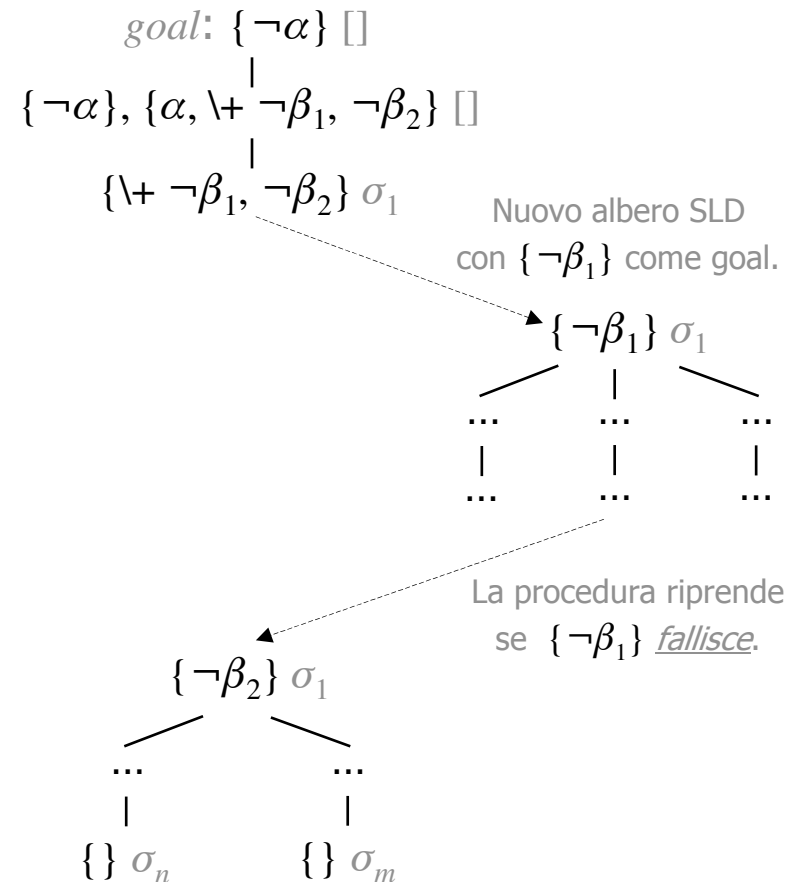 goal: {¬α} []
{¬α}, {α, \+ ¬β₁, ¬β₂} []
{\+ ¬β₁, ¬β₂} σ₁
Nuovo albero SLD
con {¬β₁} come goal.
{¬β₁} σ₁
... ... ...
... ... ...
La procedura riprende
se {¬β₁} fallisce.
{¬β₂} σ₁
... ...
{} σₙ {} σₘ